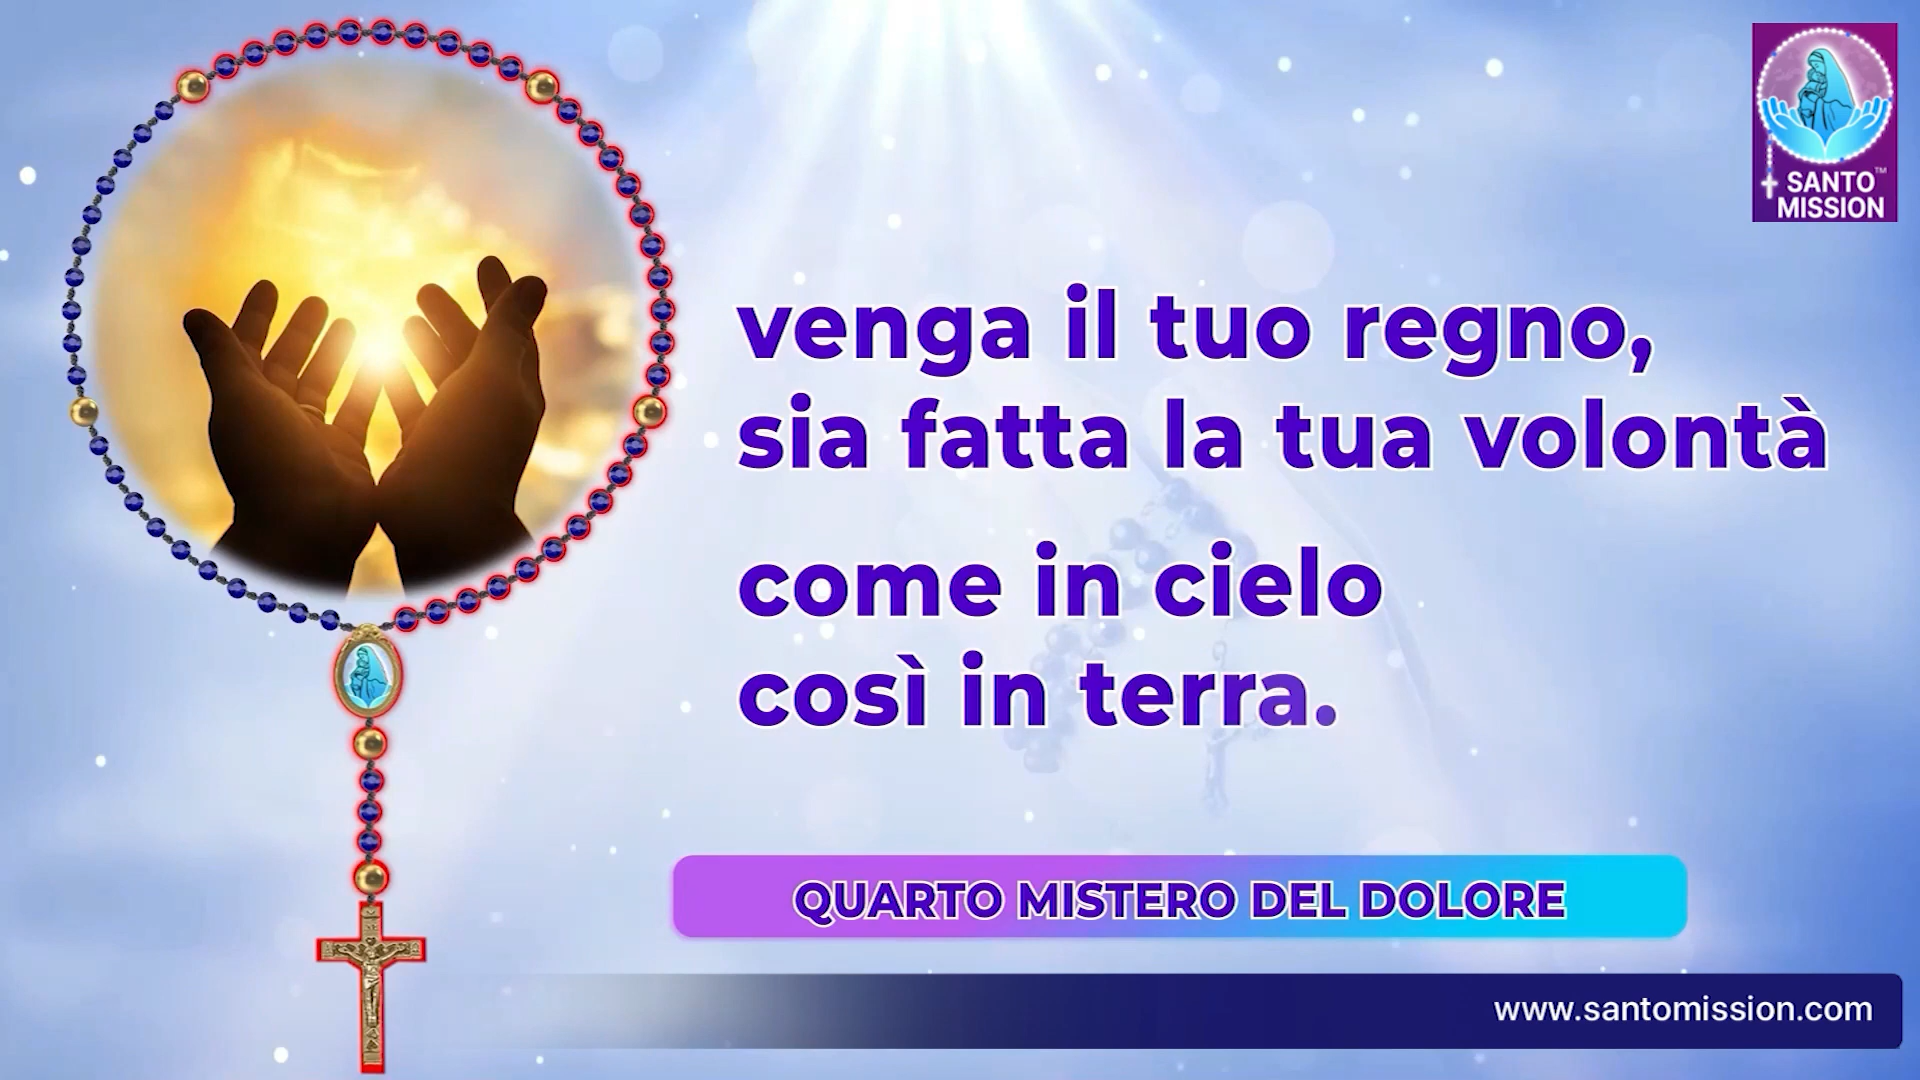 SANTO™
MISSION
venga il tuo regno,
sia fatta la tua volontà
come in cielo
così in terra.
QUARTO MISTERO DEL DOLORE
www.santomission.com